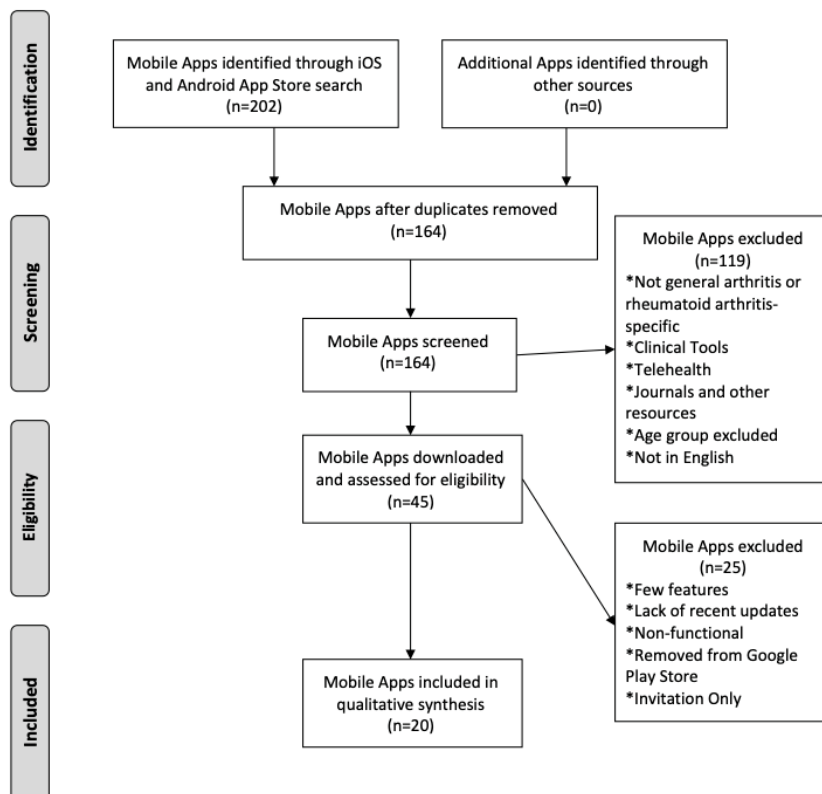 Identification
Mobile Apps identified through iOS
and Android App Store search
(n=202)
Additional Apps identified through
other sources
(n=0)
Mobile Apps after duplicates removed
(n=164)
Screening
Mobile Apps screened
(n=164)
Mobile Apps excluded
(n=119)
*Not general arthritis or
rheumatoid arthritis-
specific
*Clinical Tools
*Telehealth
*Journals and other
resources
*Age group excluded
*Not in English
Eligibility
Mobile Apps downloaded
and assessed for eligibility
(n=45)
Mobile Apps excluded
(n=25)
*Few features
*Lack of recent updates
*Non-functional
*Removed from Google
Play Store
*Invitation Only
Included
Mobile Apps included in
qualitative synthesis
(n=20)